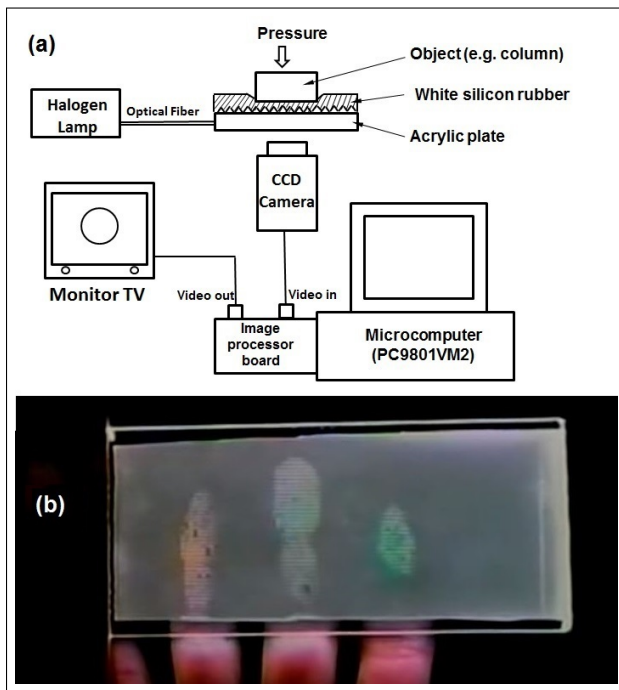 (a)
Pressure
Object (e.g. column)
White silicon rubber
Acrylic plate
Halogen
Lamp
Optical Fiber
CCD
Camera
Monitor TV
Video out
Video in
Image
processor
board
Microcomputer
(PC9801VM2)
(b)